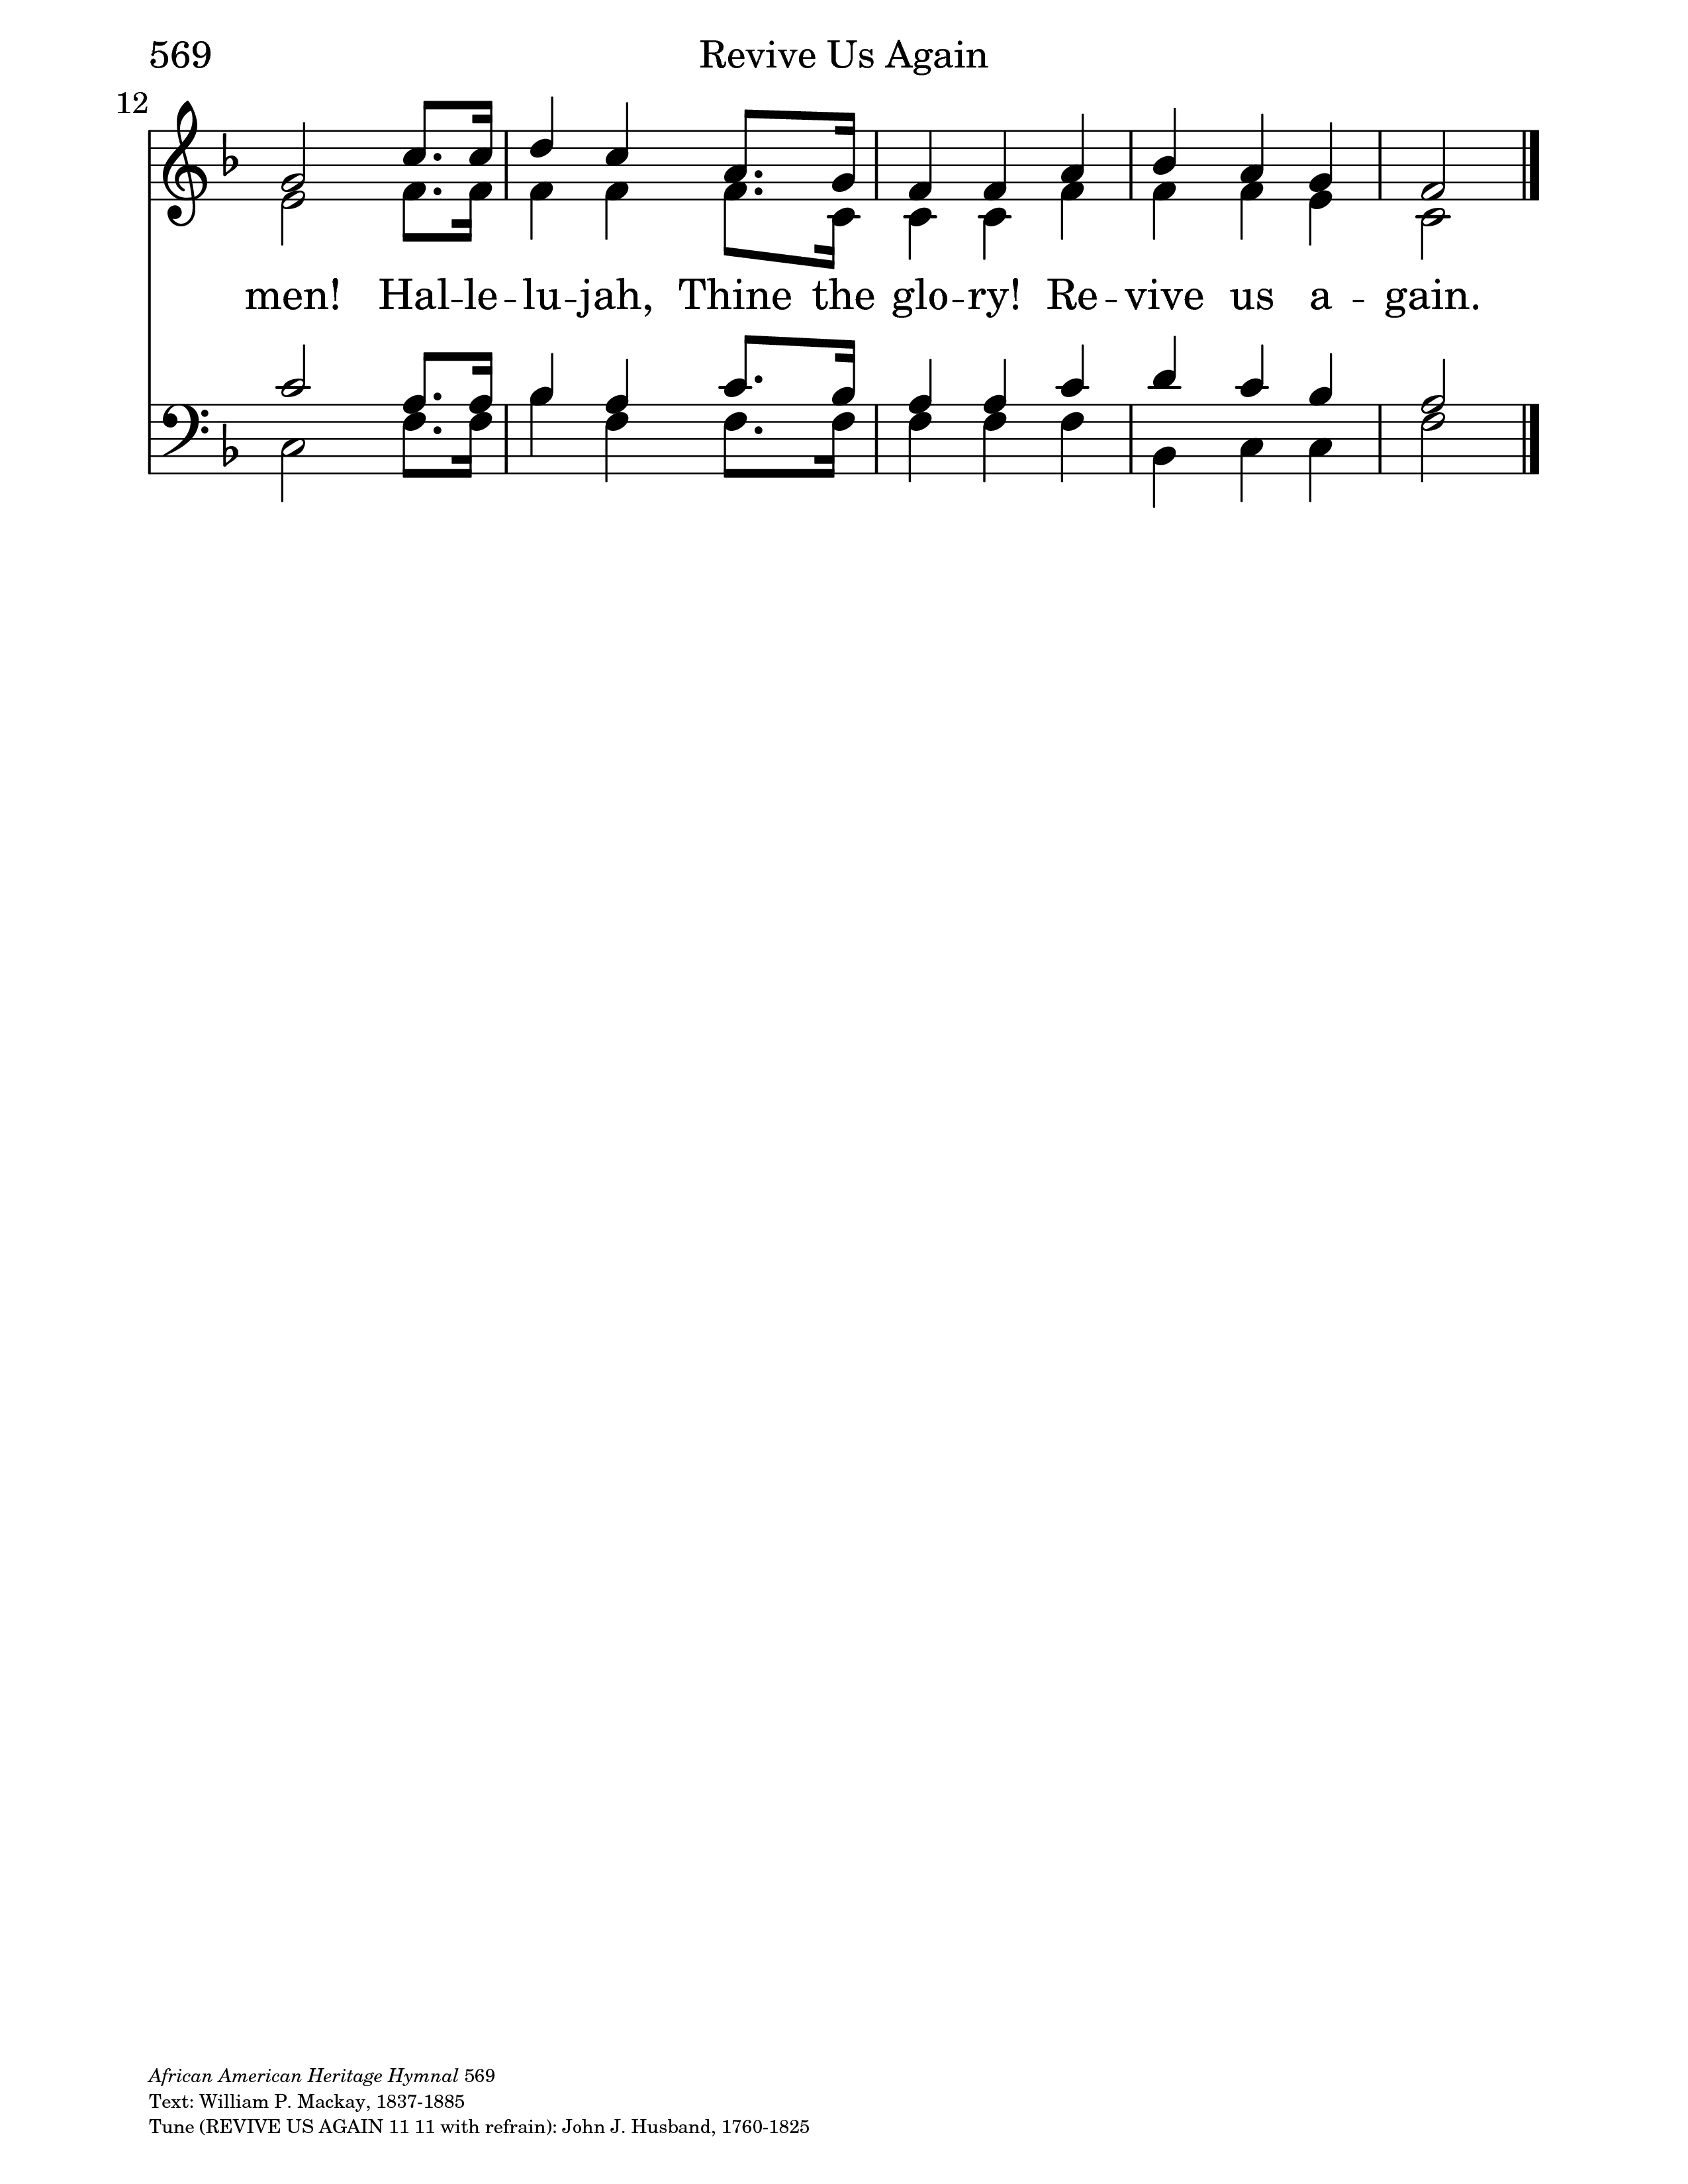 569 Revive Us Again
12
men! Hal -- le -- lu -- jah, Thine the glo -- ry! Re -- vive us a -- gain.
African American Heritage Hymnal 569
Text: William P. Mackay, 1837-1885
Tune (REVIVE US AGAIN 11 11 with refrain): John J. Husband, 1760-1825